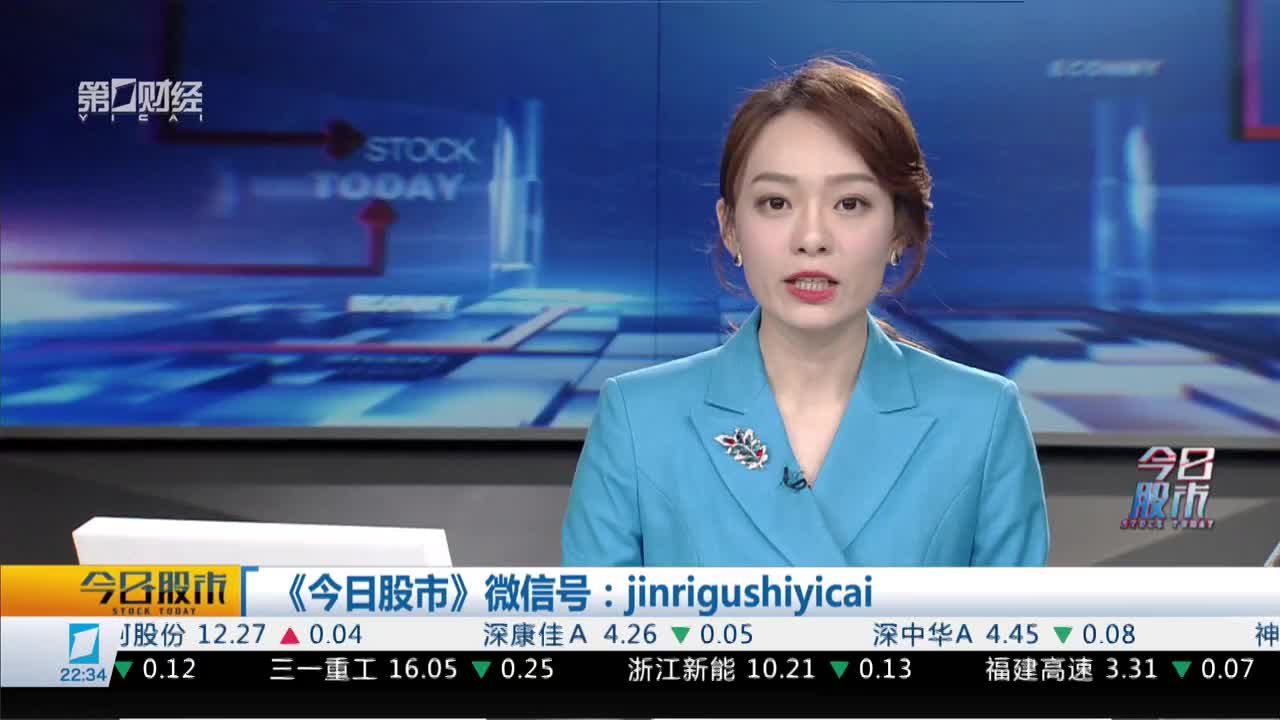 第一财经
YICAI
ECONMY
STOCK
TODAY
ECONMY
今日
股市
STOCK TODAY
今日股市
STOCK TODAY
《今日股市》微信号：jinrigushiyicai
股份 12.27 ▲ 0.04 深康佳A 4.26 ▼ 0.05 深中华A 4.45 ▼ 0.08 神
22:34
▼ 0.12 三一重工 16.05 ▼ 0.25 浙江新能 10.21 ▼ 0.13 福建高速 3.31 ▼ 0.07